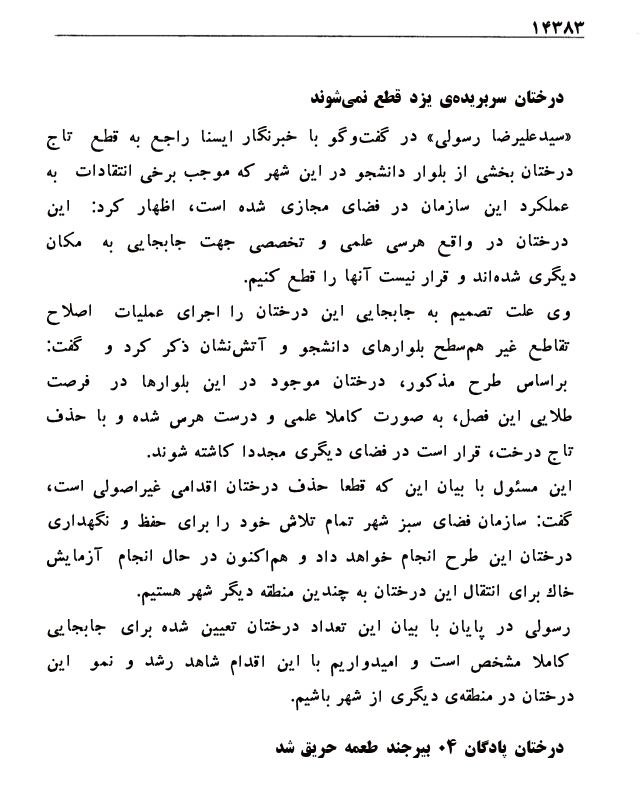 ۱۴۳۸۳
درختان سربریده‌ی یزد قطع نمی‌شوند
«سیدعلیرضا رسولی» در گفت‌وگو با خبرنگار ایسنا راجع به قطع تاج
درختان بخشی از بلوار دانشجو در این شهر که موجب برخی انتقادات به
عملکرد این سازمان در فضای مجازی شده است، اظهار کرد: این
درختان در واقع هرسی علمی و تخصصی جهت جابجایی به مکان
دیگری شده‌اند و قرار نیست آنها را قطع کنیم.
وی علت تصمیم به جابجایی این درختان را اجرای عملیات اصلاح
تقاطع غیر هم‌سطح بلوارهای دانشجو و آتش‌نشان ذکر کرد و گفت:
براساس طرح مذکور، درختان موجود در این بلوارها در فرصت
طلایی این فصل، به صورت کاملا علمی و درست هرس شده و با حذف
تاج درخت، قرار است در فضای دیگری مجددا کاشته شوند.
این مسئول با بیان این که قطعا حذف درختان اقدامی غیراصولی است،
گفت: سازمان فضای سبز شهر تمام تلاش خود را برای حفظ و نگهداری
درختان این طرح انجام خواهد داد و هم‌اکنون در حال انجام آزمایش
خاك برای انتقال این درختان به چندین منطقه دیگر شهر هستیم.
رسولی در پایان با بیان این تعداد درختان تعیین شده برای جابجایی
کاملا مشخص است و امیدواریم با این اقدام شاهد رشد و نمو این
درختان در منطقه‌ی دیگری از شهر باشیم.
درختان پادگان ۰۴ بیرجند طعمه حریق شد